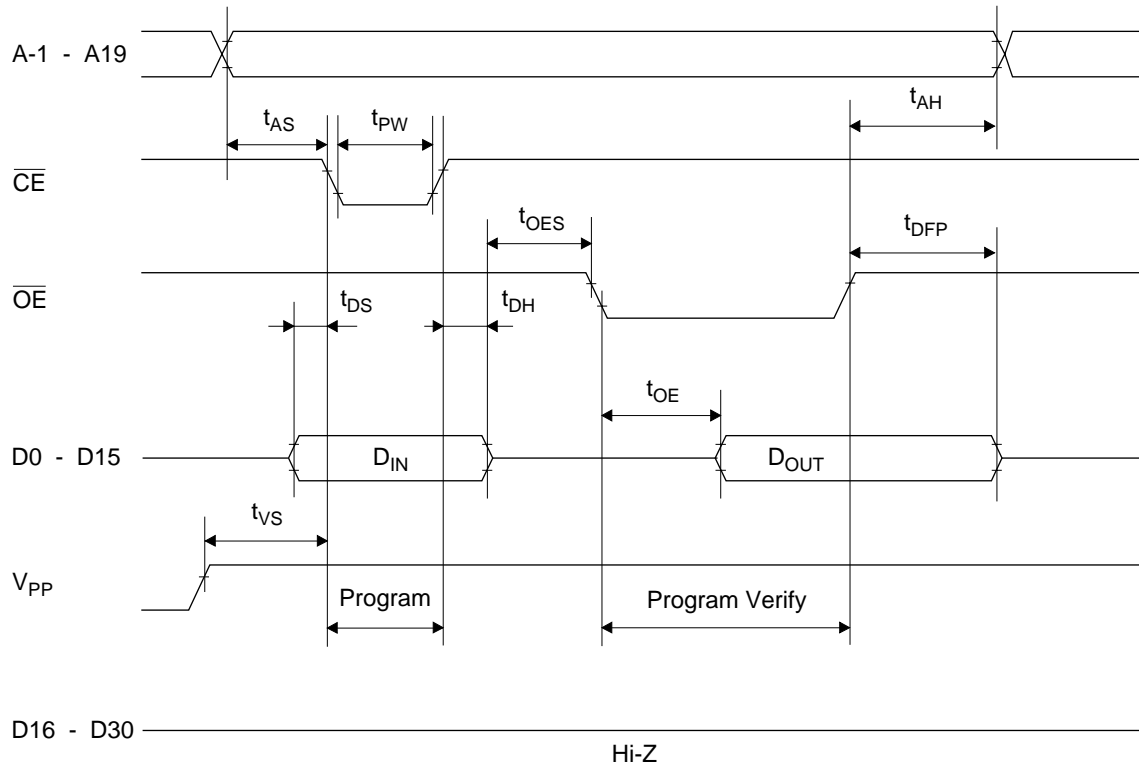 A-1 - A19
tAH
tAS
tPW
CE
tOES
tDFP
OE
tDS
tDH
tOE
D0 - D15
DIN
DOUT
tVS
VPP
Program
Program Verify
D16 - D30
Hi-Z